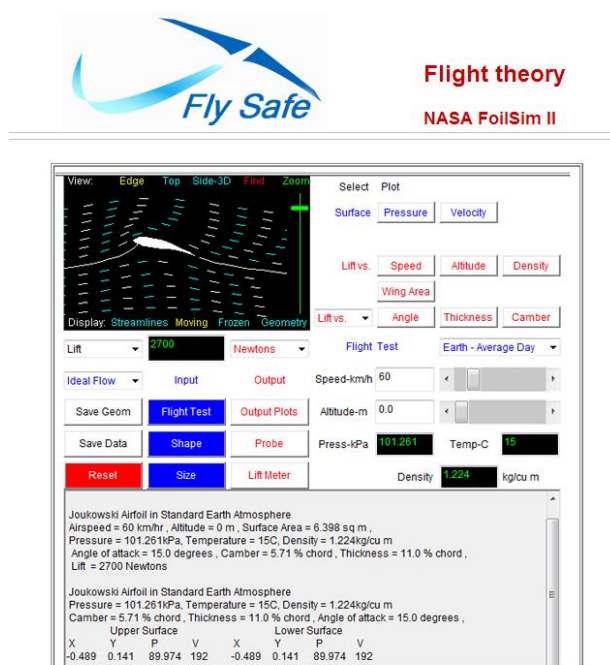 Fly Safe
Flight theory
NASA FoilSim II
View: Edge Top Side-3D Find Zoom
Display: Streamlines Moving Frozen Geometry
Select Plot
Surface Pressure Velocity
Lift vs. Speed Altitude Density
Wing Area
Lift vs. Angle Thickness Camber
Lift 2700 Newtons Flight Test Earth - Average Day
Ideal Flow Input Output Speed-km/h 60
Save Geom Flight Test Output Plots Altitude-m 0.0
Save Data Shape Probe Press-kPa 101.261 Temp-C 15
Reset Size Lift Meter Density 1.224 kg/cu m
Joukowski Airfoil in Standard Earth Atmosphere
Airspeed = 60 km/hr , Altitude = 0 m , Surface Area = 6.398 sq m ,
Pressure = 101.261kPa, Temperature = 15C, Density = 1.224kg/cu m
Angle of attack = 15.0 degrees , Camber = 5.71 % chord , Thickness = 11.0 % chord ,
Lift = 2700 Newtons
Joukowski Airfoil in Standard Earth Atmosphere
Pressure = 101.261kPa, Temperature = 15C, Density = 1.224kg/cu m
Camber = 5.71 % chord , Thickness = 11.0 % chord , Angle of attack = 15.0 degrees ,
Upper Surface Lower Surface
X Y P V X Y P V
-0.489 0.141 89.974 192 -0.489 0.141 89.974 192